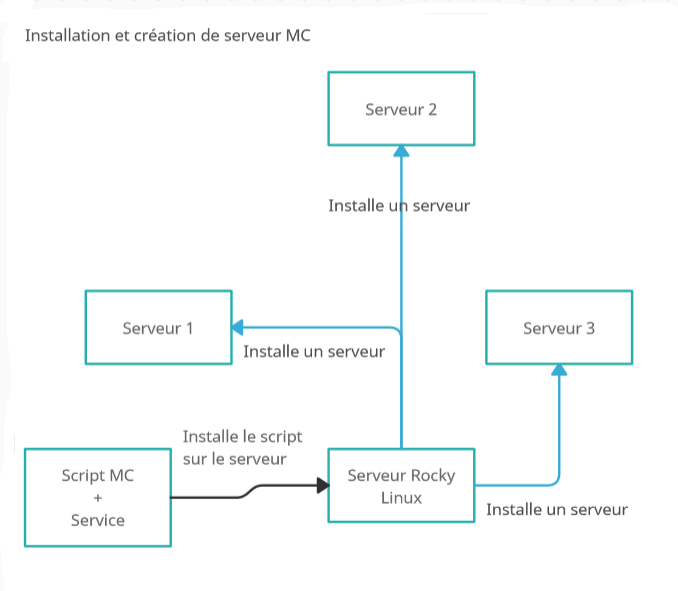 Installation et création de serveur MC
Serveur 2
Installe un serveur
Serveur 1
Serveur 3
Installe un serveur
Installe le script
sur le serveur
Script MC
+
Service
Serveur Rocky
Linux
Installe un serveur